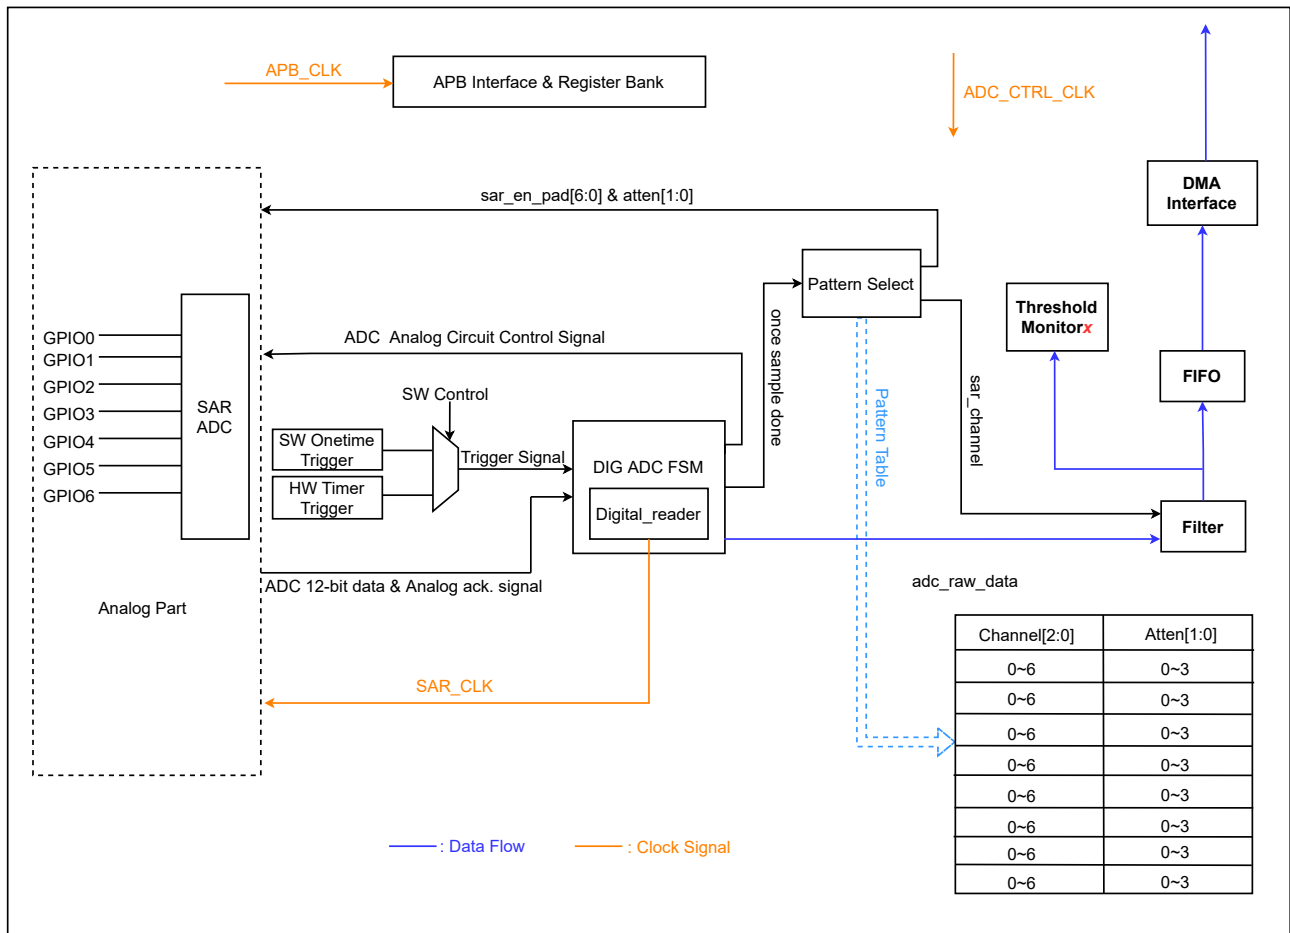 APB_CLK
APB Interface & Register Bank
ADC_CTRL_CLK
DMA
Interface
sar_en_pad[6:0] & atten[1:0]
Pattern Select
Threshold
Monitorx
FIFO
GPIO0
GPIO1
GPIO2
GPIO3
GPIO4
GPIO5
GPIO6
SAR
ADC
ADC  Analog Circuit Control Signal
SW Control
SW Onetime
Trigger
HW Timer
Trigger
Trigger Signal
DIG ADC FSM
Digital_reader
once sample done
Pattern Table
sar_channel
Filter
ADC 12-bit data & Analog ack. signal
adc_raw_data
Analog Part
SAR_CLK
Channel[2:0] Atten[1:0]
0~6 0~3
0~6 0~3
0~6 0~3
0~6 0~3
0~6 0~3
0~6 0~3
0~6 0~3
0~6 0~3
: Data Flow
: Clock Signal